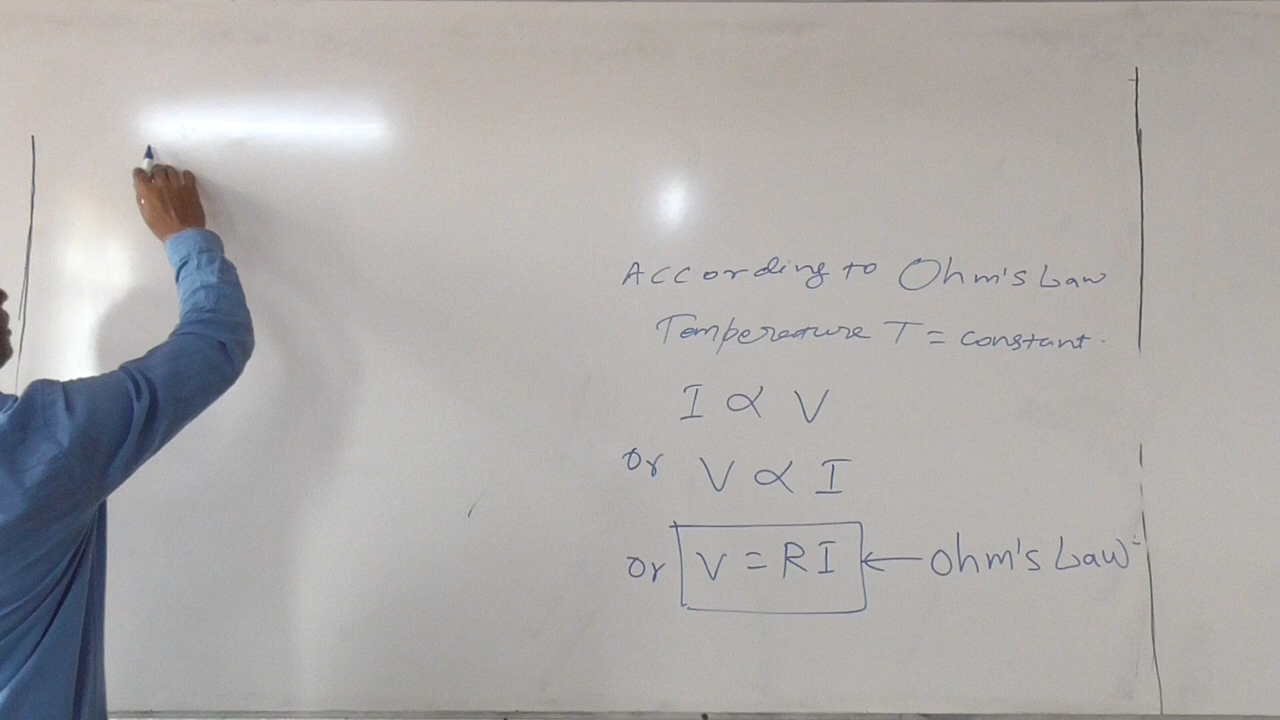 According to Ohm's Law
Temperature T = constant.
I ∝ V
or V ∝ I
or V = RI ← Ohm's Law